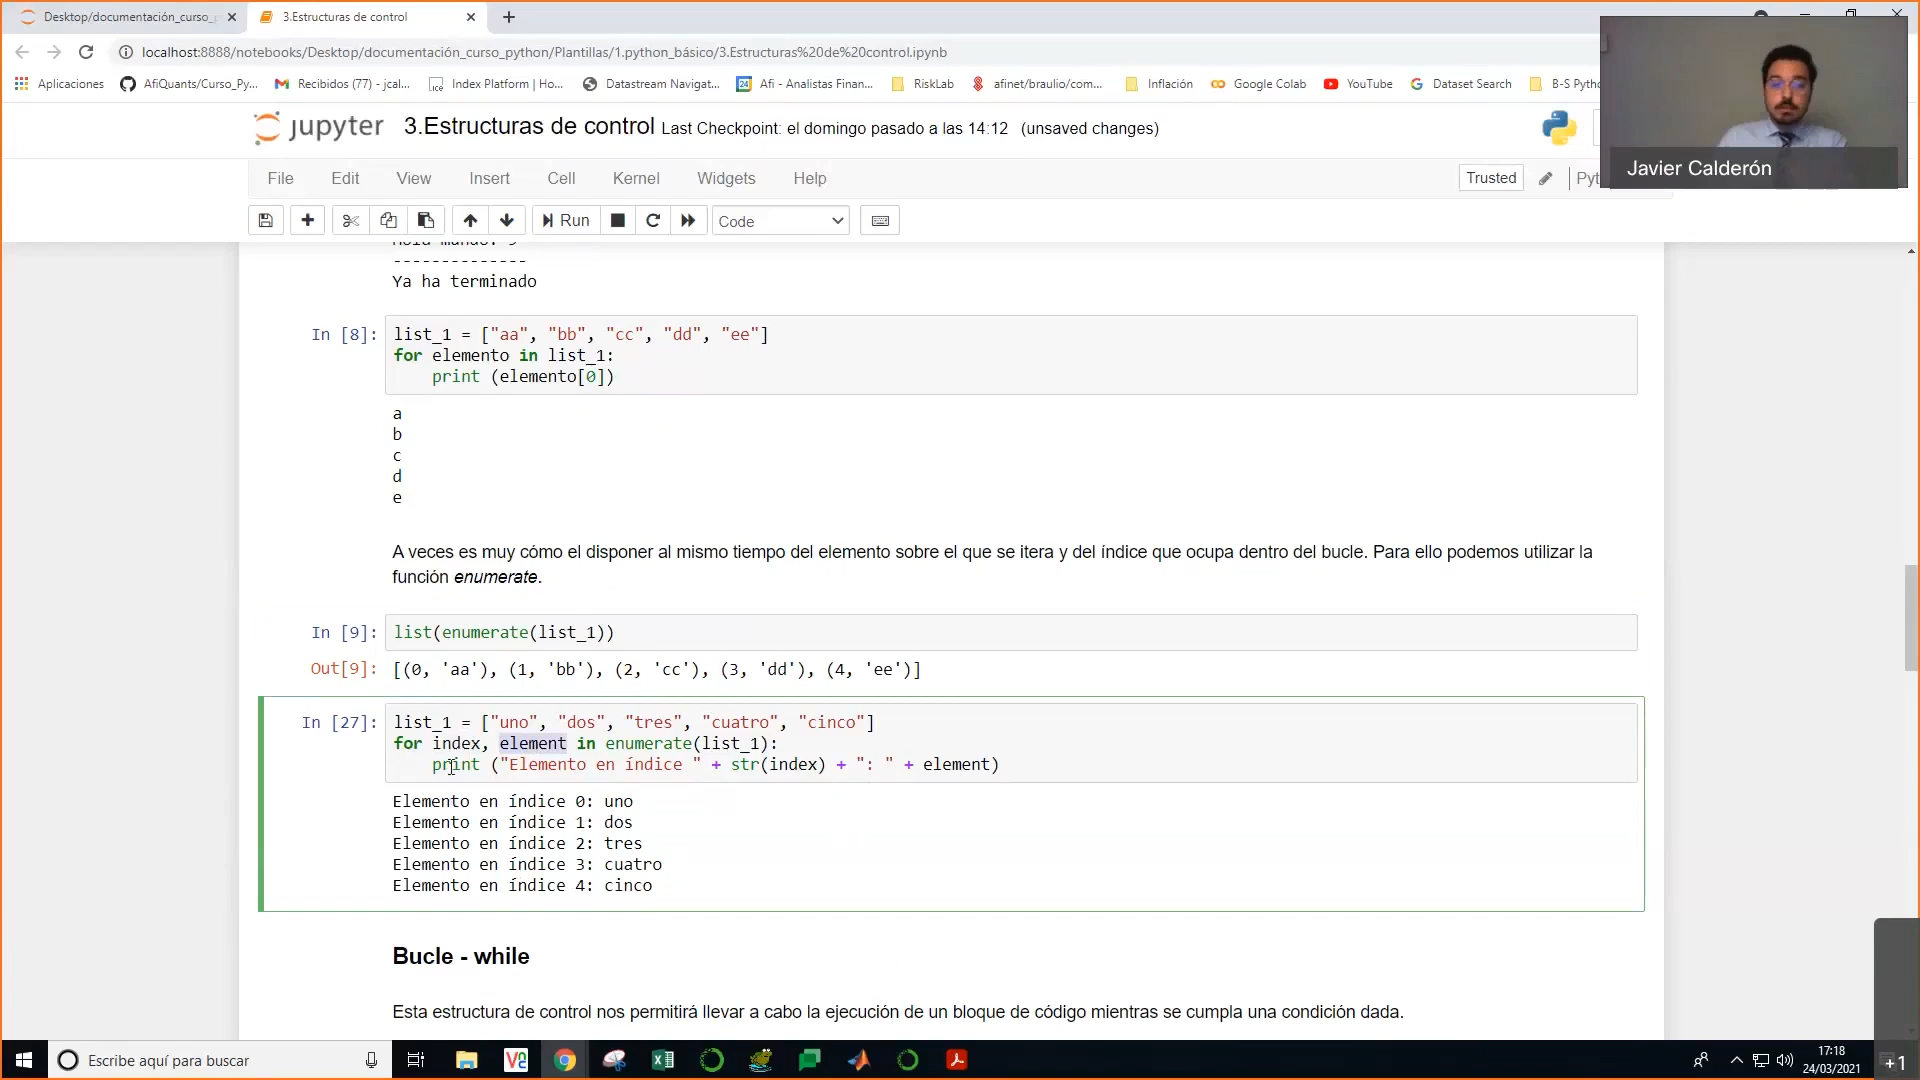 Desktop/documentación_curso_p
3.Estructuras de control
localhost:8888/notebooks/Desktop/documentación_curso_python/Plantillas/1.python_básico/3.Estructuras%20de%20control.ipynb
Aplicaciones AfiQuants/Curso_Py... Recibidos (77) - jcal... Index Platform | Ho... Datastream Navigat... Afi - Analistas Finan... RiskLab afinet/braulio/com... Inflación Google Colab YouTube Dataset Search B-S Pytho
Javier Calderón
jupyter 3.Estructuras de control Last Checkpoint: el domingo pasado a las 14:12 (unsaved changes)
File Edit View Insert Cell Kernel Widgets Help Trusted Pyt
Run Code
--------------
Ya ha terminado
In [8]: list_1 = ["aa", "bb", "cc", "dd", "ee"]
for elemento in list_1:
print (elemento[0])
a
b
c
d
e
A veces es muy cómo el disponer al mismo tiempo del elemento sobre el que se itera y del índice que ocupa dentro del bucle. Para ello podemos utilizar la
función enumerate.
In [9]: list(enumerate(list_1))
Out[9]: [(0, 'aa'), (1, 'bb'), (2, 'cc'), (3, 'dd'), (4, 'ee')]
In [27]: list_1 = ["uno", "dos", "tres", "cuatro", "cinco"]
for index, element in enumerate(list_1):
print ("Elemento en índice " + str(index) + ": " + element)
Elemento en índice 0: uno
Elemento en índice 1: dos
Elemento en índice 2: tres
Elemento en índice 3: cuatro
Elemento en índice 4: cinco
Bucle - while
Esta estructura de control nos permitirá llevar a cabo la ejecución de un bloque de código mientras se cumpla una condición dada.
Escribe aquí para buscar
17:18
24/03/2021
+1